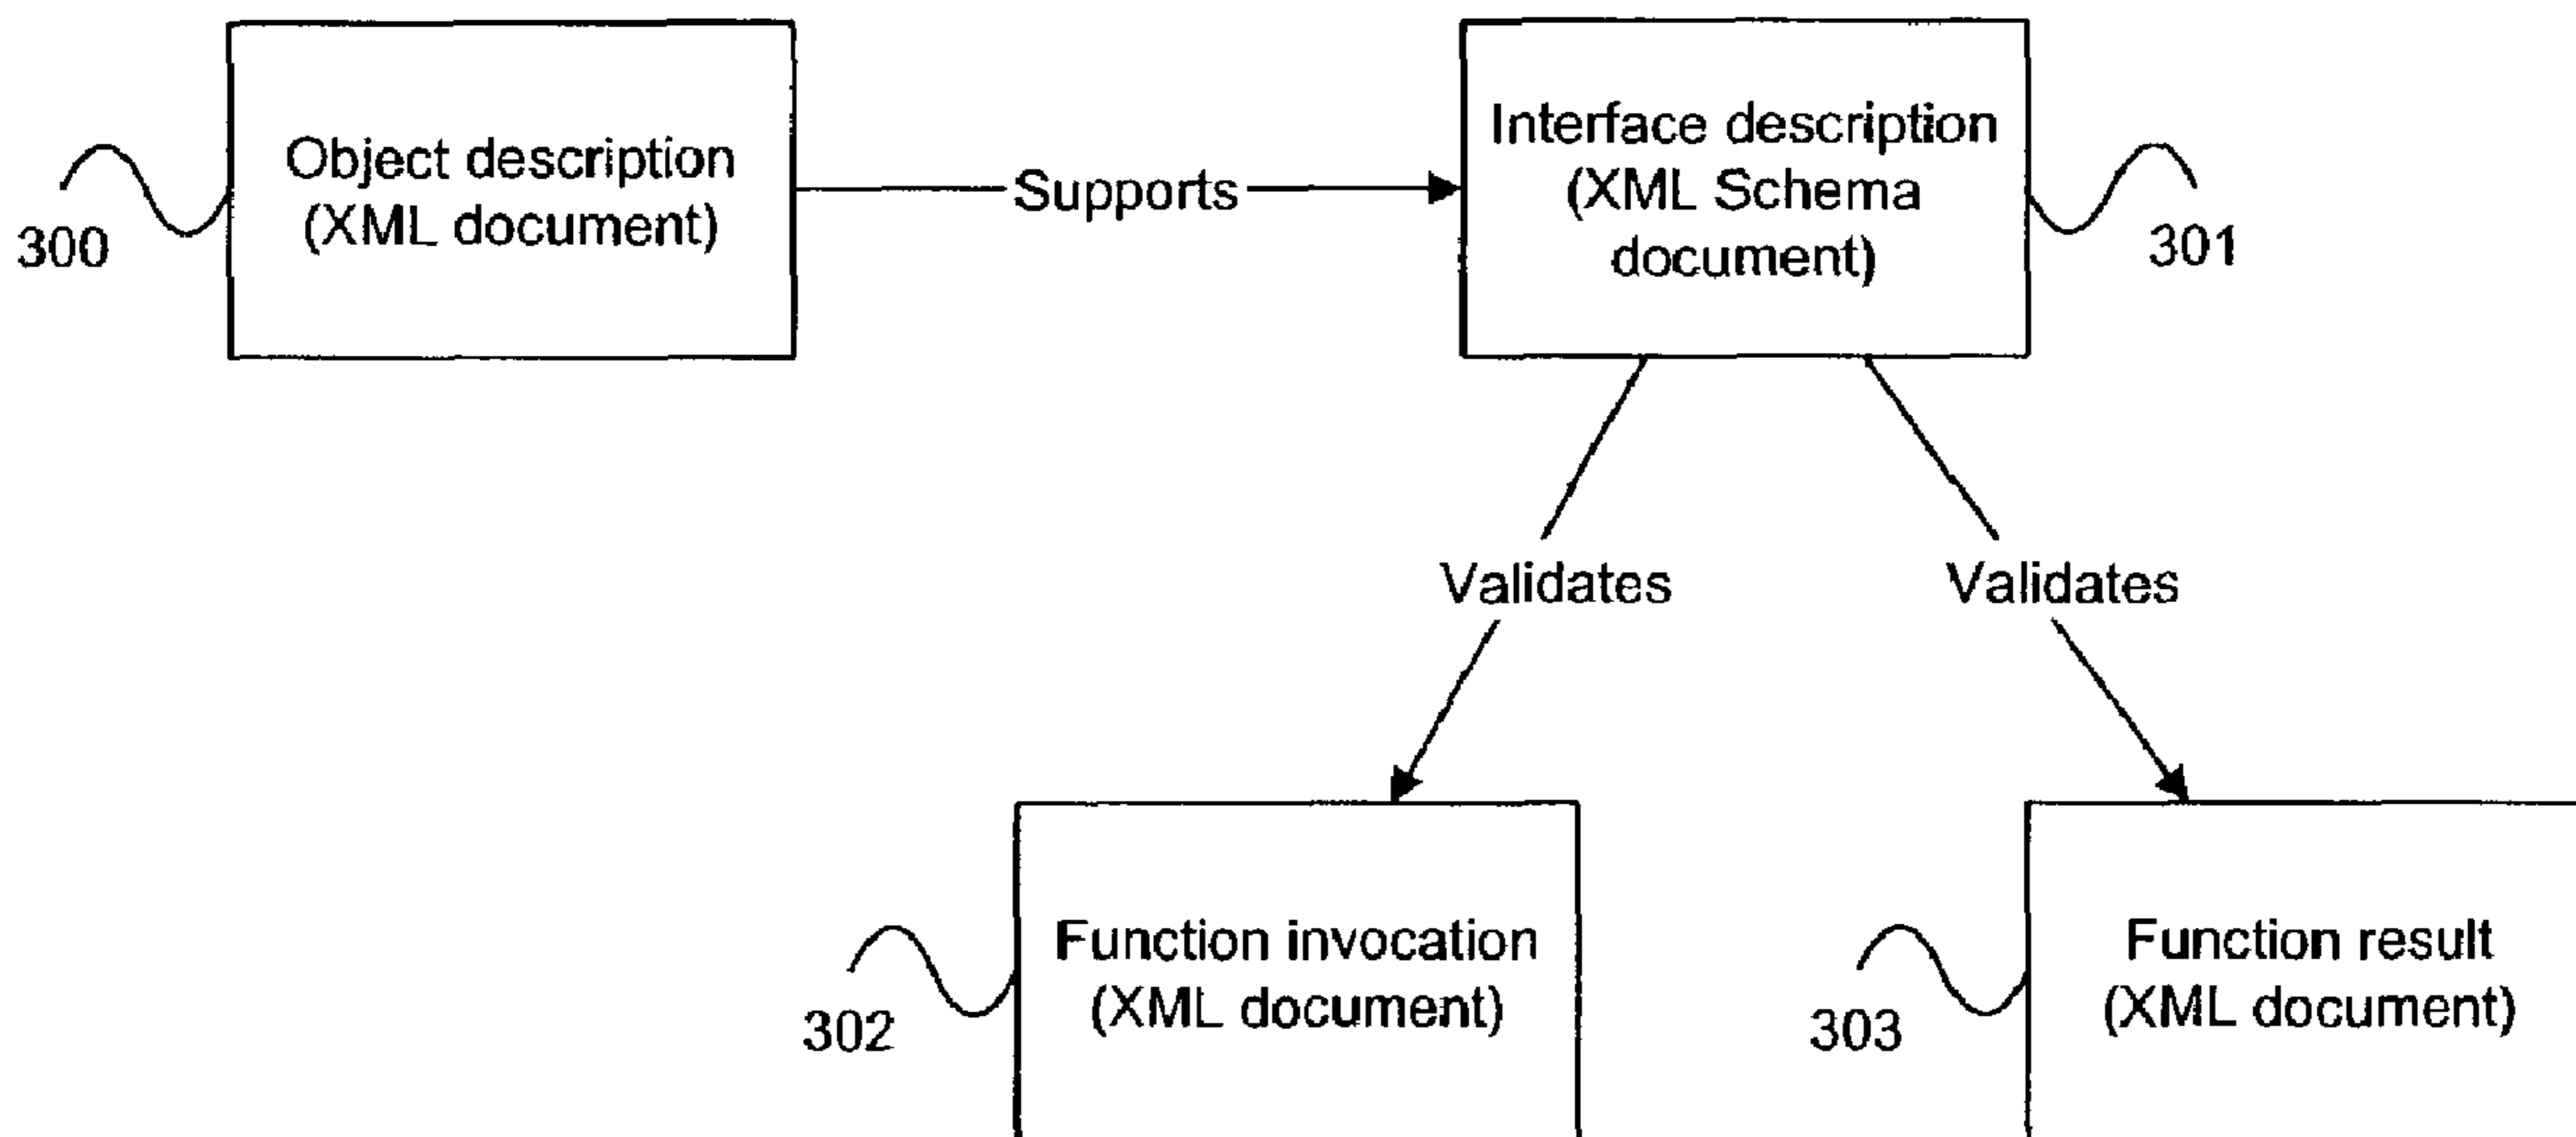 Object description
(XML document)
300
Supports
Interface description
(XML Schema
document)
301
Validates
Validates
Function invocation
(XML document)
302
Function result
(XML document)
303